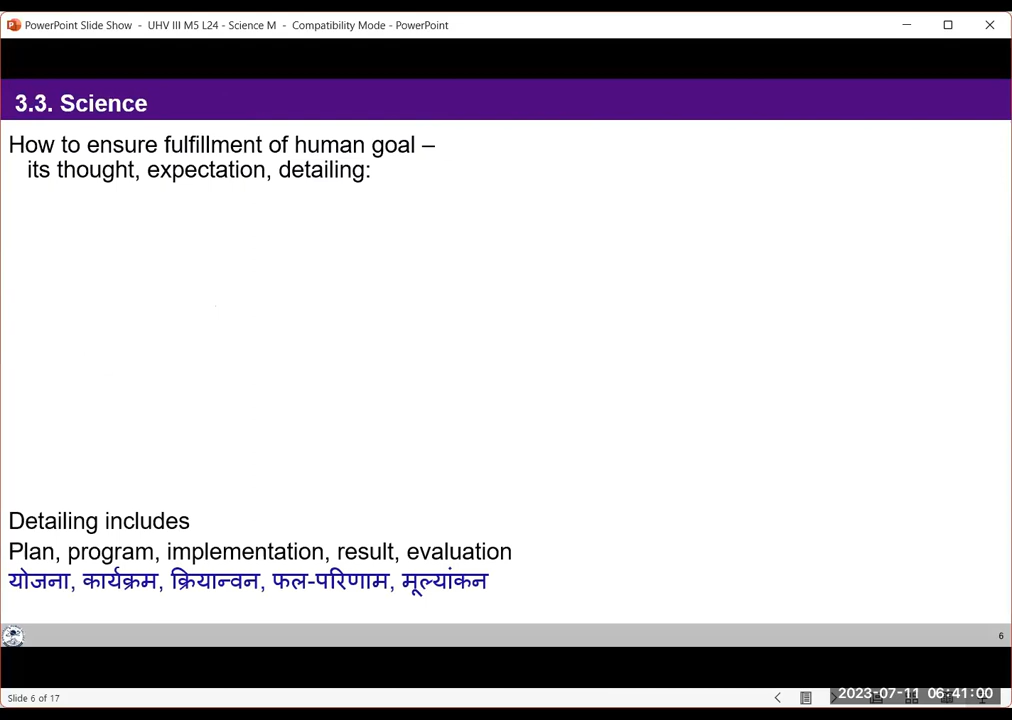 PowerPoint Slide Show - UHV III M5 L24 - Science M - Compatibility Mode - PowerPoint
3.3. Science
How to ensure fulfillment of human goal –
its thought, expectation, detailing:
Detailing includes
Plan, program, implementation, result, evaluation
योजना, कार्यक्रम, क्रियान्वन, फल-परिणाम, मूल्यांकन
6
Slide 6 of 17
2023-07-11 06:41:00